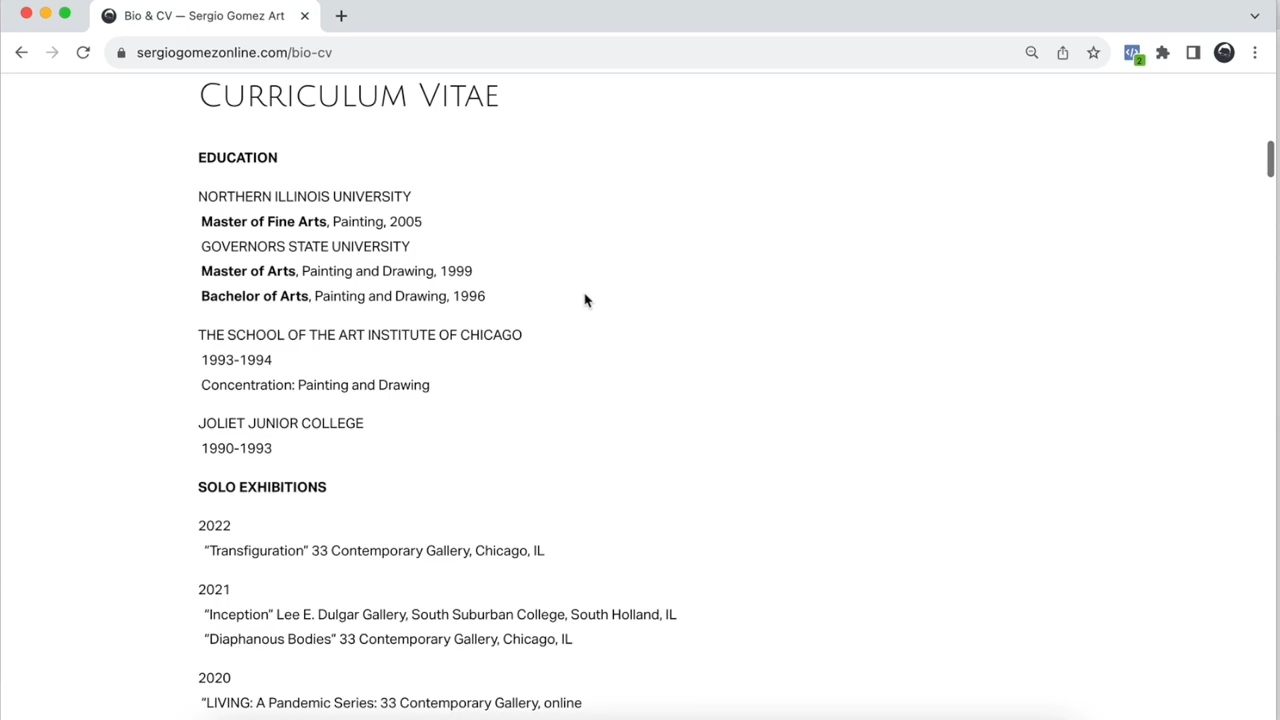 Bio & CV — Sergio Gomez Art
sergiogomezonline.com/bio-cv
2
Curriculum Vitae
EDUCATION
NORTHERN ILLINOIS UNIVERSITY
Master of Fine Arts, Painting, 2005
GOVERNORS STATE UNIVERSITY
Master of Arts, Painting and Drawing, 1999
Bachelor of Arts, Painting and Drawing, 1996
THE SCHOOL OF THE ART INSTITUTE OF CHICAGO
1993-1994
Concentration: Painting and Drawing
JOLIET JUNIOR COLLEGE
1990-1993
SOLO EXHIBITIONS
2022
“Transfiguration” 33 Contemporary Gallery, Chicago, IL
2021
“Inception” Lee E. Dulgar Gallery, South Suburban College, South Holland, IL
“Diaphanous Bodies” 33 Contemporary Gallery, Chicago, IL
2020
“LIVING: A Pandemic Series: 33 Contemporary Gallery, online